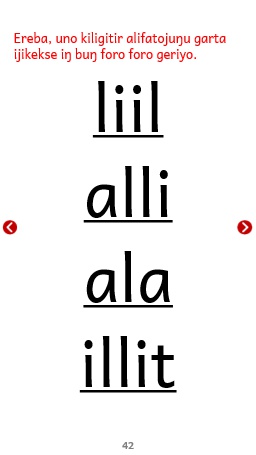 Ereba, uno kiligitir alifatojuŋu garta
ijikekse iŋ buŋ foro foro geriyo.
liil
alli
ala
illit
42